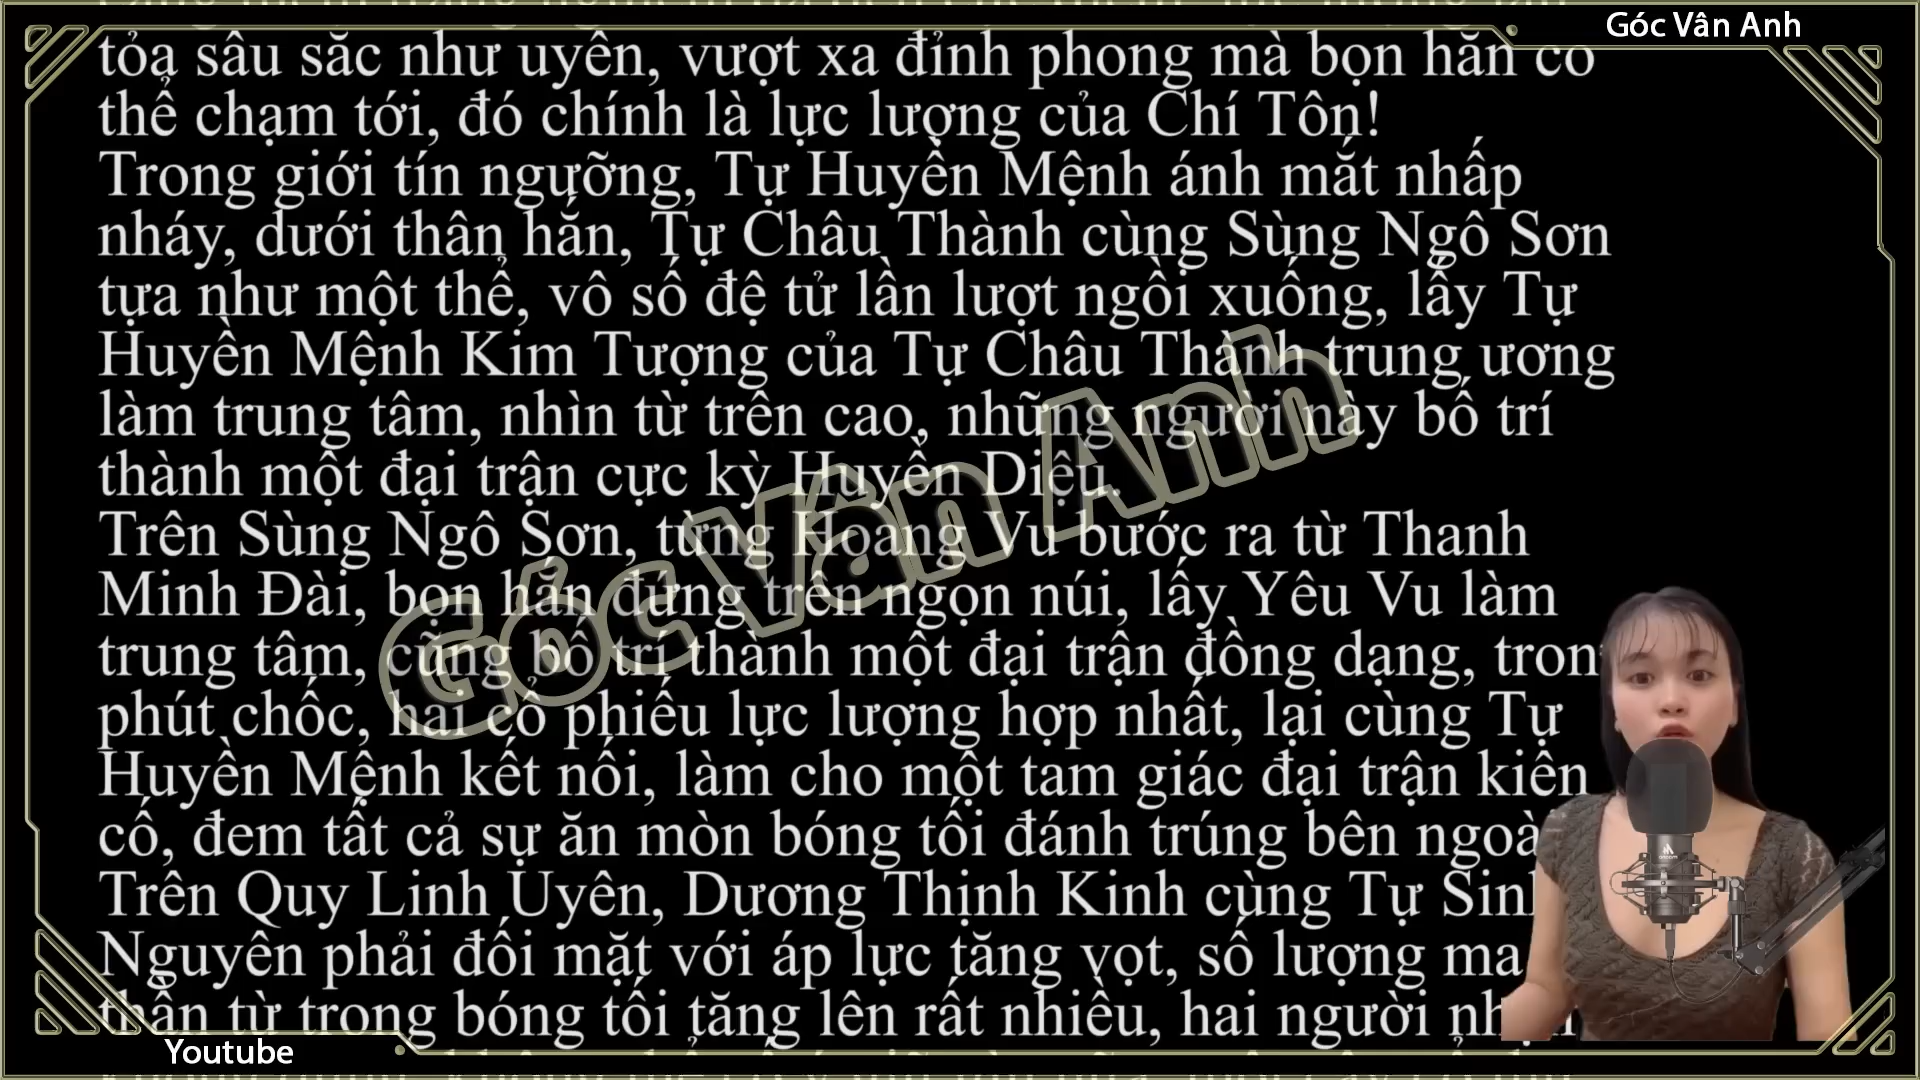 Góc Vân Anh
tỏa sâu sắc như uyên, vượt xa đỉnh phong mà bọn hắn có
thể chạm tới, đó chính là lực lượng của Chí Tôn!
Trong giới tín ngưỡng, Tự Huyền Mệnh ánh mắt nhấp
nháy, dưới thân hắn, Tự Châu Thành cùng Sùng Ngô Sơn
tựa như một thể, vô số đệ tử lần lượt ngồi xuống, lấy Tự
Huyền Mệnh Kim Tượng của Tự Châu Thành trung ương
làm trung tâm, nhìn từ trên cao, những người này bố trí
thành một đại trận cực kỳ Huyền Diệu.
Trên Sùng Ngô Sơn, từng Hoang Vu bước ra từ Thanh
Minh Đài, bọn hắn đứng trên ngọn núi, lấy Yêu Vu làm
trung tâm, cũng bố trí thành một đại trận đồng dạng, tron
phút chốc, hai cổ phiếu lực lượng hợp nhất, lại cùng Tự
Huyền Mệnh kết nối, làm cho một tam giác đại trận kiên
cố, đem tất cả sự ăn mòn bóng tối đánh trúng bên ngoà
Trên Quy Linh Uyên, Dương Thịnh Kinh cùng Tự Sinh
Nguyên phải đối mặt với áp lực tăng vọt, số lượng ma
thần từ trong bóng tối tăng lên rất nhiều, hai người
Góc Vân Anh
Youtube